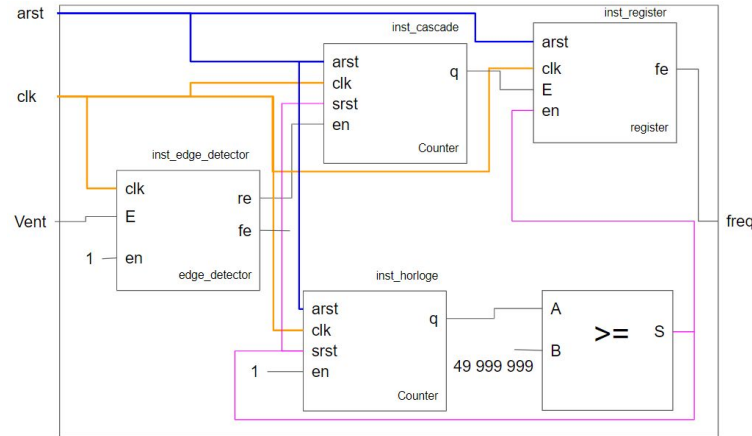 arst
clk
Vent
freq
inst_cascade
arst
clk
srst
en
q
Counter
inst_register
arst
clk
E
en
fe
register
inst_edge_detector
clk
E
1
en
re
fe
edge_detector
inst_horloge
arst
clk
srst
1
en
q
Counter
A
B
49 999 999
>=
S